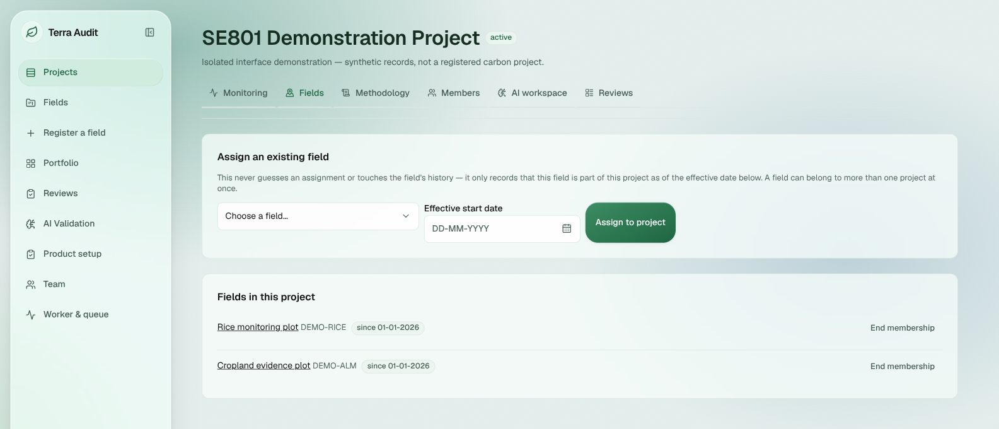 Terra Audit
Projects
Fields
Register a field
Portfolio
Reviews
AI Validation
Product setup
Team
Worker & queue
SE801 Demonstration Project active
Isolated interface demonstration — synthetic records, not a registered carbon project.
Monitoring Fields Methodology Members AI workspace Reviews
Assign an existing field
This never guesses an assignment or touches the field's history — it only records that this field is part of this project as of the effective date below. A field can belong to more than one project at
once.
Choose a field...
Effective start date
DD-MM-YYYY
Assign to project
Fields in this project
Rice monitoring plot DEMO-RICE since 01-01-2026 End membership
Cropland evidence plot DEMO-ALM since 01-01-2026 End membership